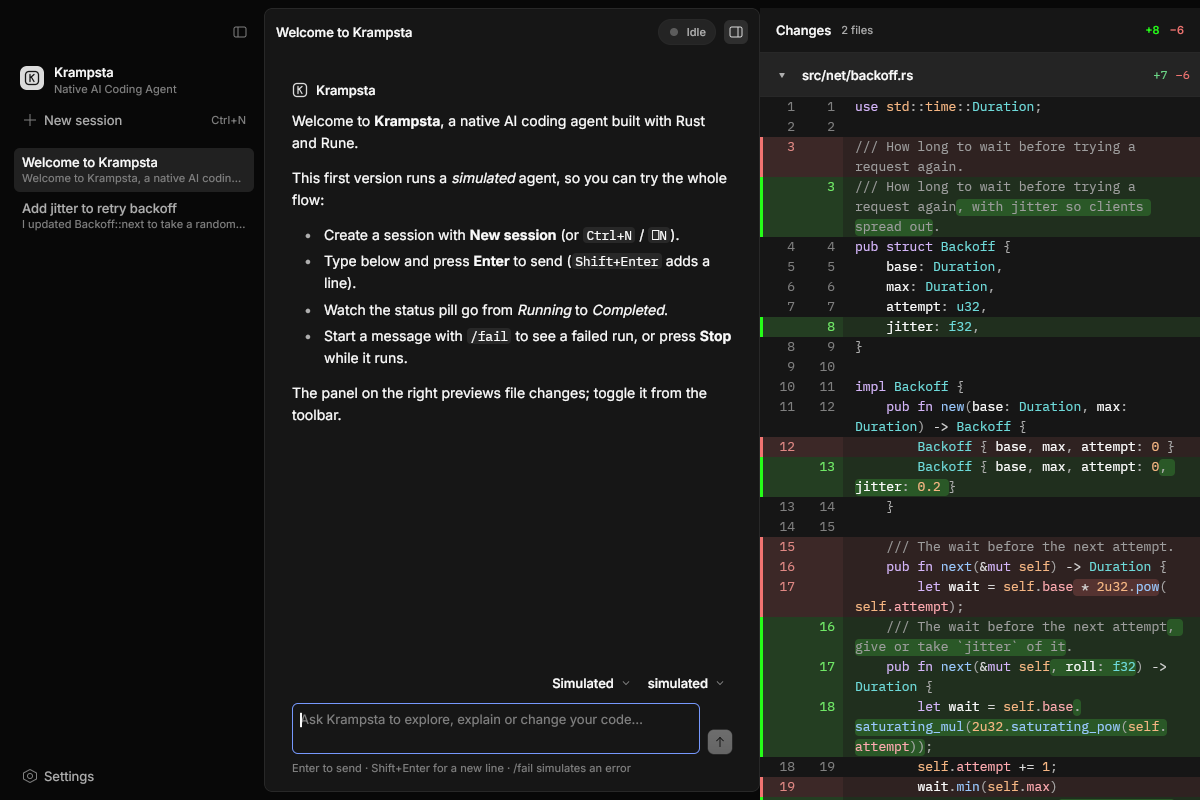 Krampsta
Native AI Coding Agent
New session Ctrl+N
Welcome to Krampsta
Welcome to Krampsta, a native AI codin...
Add jitter to retry backoff
I updated Backoff::next to take a random...
Settings
Welcome to Krampsta
Idle
K Krampsta
Welcome to Krampsta, a native AI coding agent built with Rust
and Rune.
This first version runs a simulated agent, so you can try the whole
flow:
• Create a session with New session (or Ctrl+N / N).
• Type below and press Enter to send (Shift+Enter adds a
line).
• Watch the status pill go from Running to Completed.
• Start a message with /fail to see a failed run, or press Stop
while it runs.
The panel on the right previews file changes; toggle it from the
toolbar.
Simulated simulated
Ask Krampsta to explore, explain or change your code...
Enter to send · Shift+Enter for a new line · /fail simulates an error
Changes 2 files +8 −6
src/net/backoff.rs +7 −6
1 1 use std::time::Duration;
2 2
3 /// How long to wait before trying a
request again.
3 /// How long to wait before trying a
request again, with jitter so clients
spread out.
4 4 pub struct Backoff {
5 5 base: Duration,
6 6 max: Duration,
7 7 attempt: u32,
8 jitter: f32,
8 9 }
9 10
10 11 impl Backoff {
11 12 pub fn new(base: Duration, max:
Duration) -> Backoff {
12 Backoff { base, max, attempt: 0 }
13 Backoff { base, max, attempt: 0,
jitter: 0.2 }
13 14 }
14 15
15 /// The wait before the next attempt.
16 pub fn next(&mut self) -> Duration {
17 let wait = self.base * 2u32.pow(
self.attempt);
16 /// The wait before the next attempt,
give or take `jitter` of it.
17 pub fn next(&mut self, roll: f32) ->
Duration {
18 let wait = self.base.
saturating_mul(2u32.saturating_pow(self.
attempt));
18 19 self.attempt += 1;
19 wait.min(self.max)